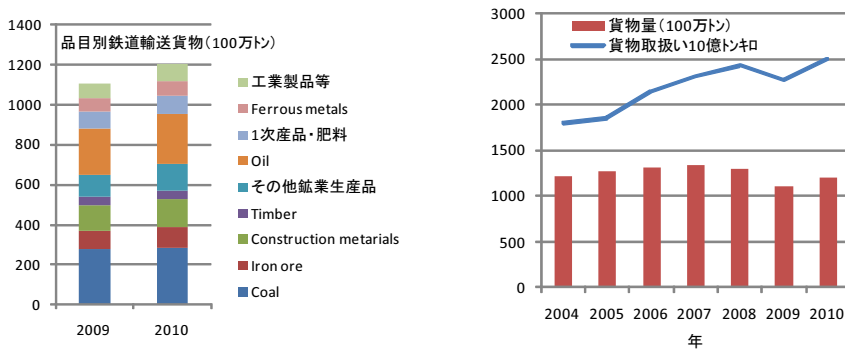 品目別鉄道輸送貨物(100万トン)
1400
1200
1000
800
600
400
200
0
2009 2010
工業製品等
Ferrous metals
1次産品・肥料
Oil
その他鉱業生産品
Timber
Construction metarials
Iron ore
Coal
3000
2500
2000
1500
1000
500
0
貨物量(100万トン)
貨物取扱い10億トンキロ
2004 2005 2006 2007 2008 2009 2010
年